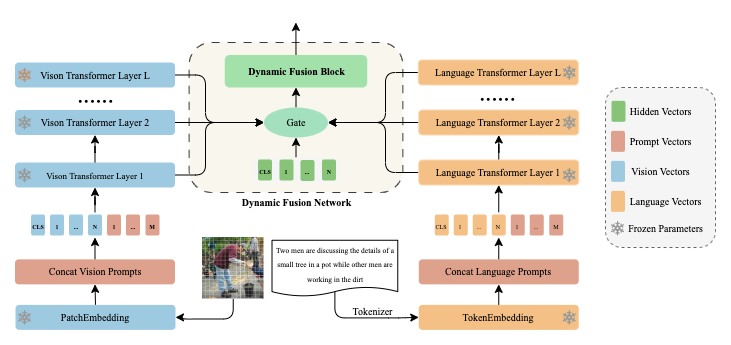 Vison Transformer Layer L
......
Vison Transformer Layer 2
Vison Transformer Layer 1
CLS 1 .. N 1 ... M
Concat Vision Prompts
PatchEmbedding
Dynamic Fusion Block
Gate
CLS 1 ... N
Dynamic Fusion Network
Two men are discussing the details of a
small tree in a pot while other men are
working in the dirt
Tokenizer
Language Transformer Layer L
......
Language Transformer Layer 2
Language Transformer Layer 1
CLS 1 ... N 1 ... M
Concat Language Prompts
TokenEmbedding
Hidden Vectors
Prompt Vectors
Vision Vectors
Language Vectors
Frozen Parameters